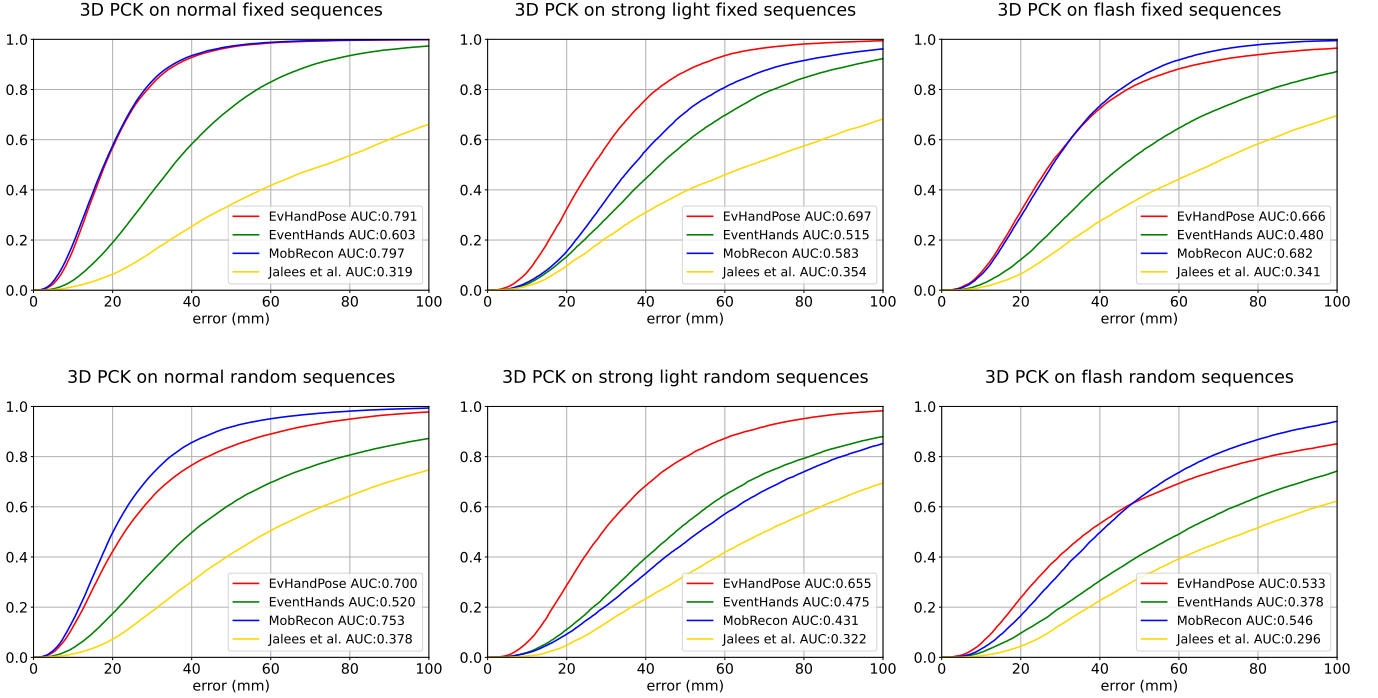 3D PCK on normal fixed sequences
1.0
0.8
0.6
0.4
0.2
0.0
EvHandPose AUC:0.791
EventHands AUC:0.603
MobRecon AUC:0.797
Jalees et al. AUC:0.319
0 20 40 60 80 100
error (mm)
3D PCK on strong light fixed sequences
1.0
0.8
0.6
0.4
0.2
0.0
EvHandPose AUC:0.697
EventHands AUC:0.515
MobRecon AUC:0.583
Jalees et al. AUC:0.354
0 20 40 60 80 100
error (mm)
3D PCK on flash fixed sequences
1.0
0.8
0.6
0.4
0.2
0.0
EvHandPose AUC:0.666
EventHands AUC:0.480
MobRecon AUC:0.682
Jalees et al. AUC:0.341
0 20 40 60 80 100
error (mm)
3D PCK on normal random sequences
1.0
0.8
0.6
0.4
0.2
0.0
EvHandPose AUC:0.700
EventHands AUC:0.520
MobRecon AUC:0.753
Jalees et al. AUC:0.378
0 20 40 60 80 100
error (mm)
3D PCK on strong light random sequences
1.0
0.8
0.6
0.4
0.2
0.0
EvHandPose AUC:0.655
EventHands AUC:0.475
MobRecon AUC:0.431
Jalees et al. AUC:0.322
0 20 40 60 80 100
error (mm)
3D PCK on flash random sequences
1.0
0.8
0.6
0.4
0.2
0.0
EvHandPose AUC:0.533
EventHands AUC:0.378
MobRecon AUC:0.546
Jalees et al. AUC:0.296
0 20 40 60 80 100
error (mm)